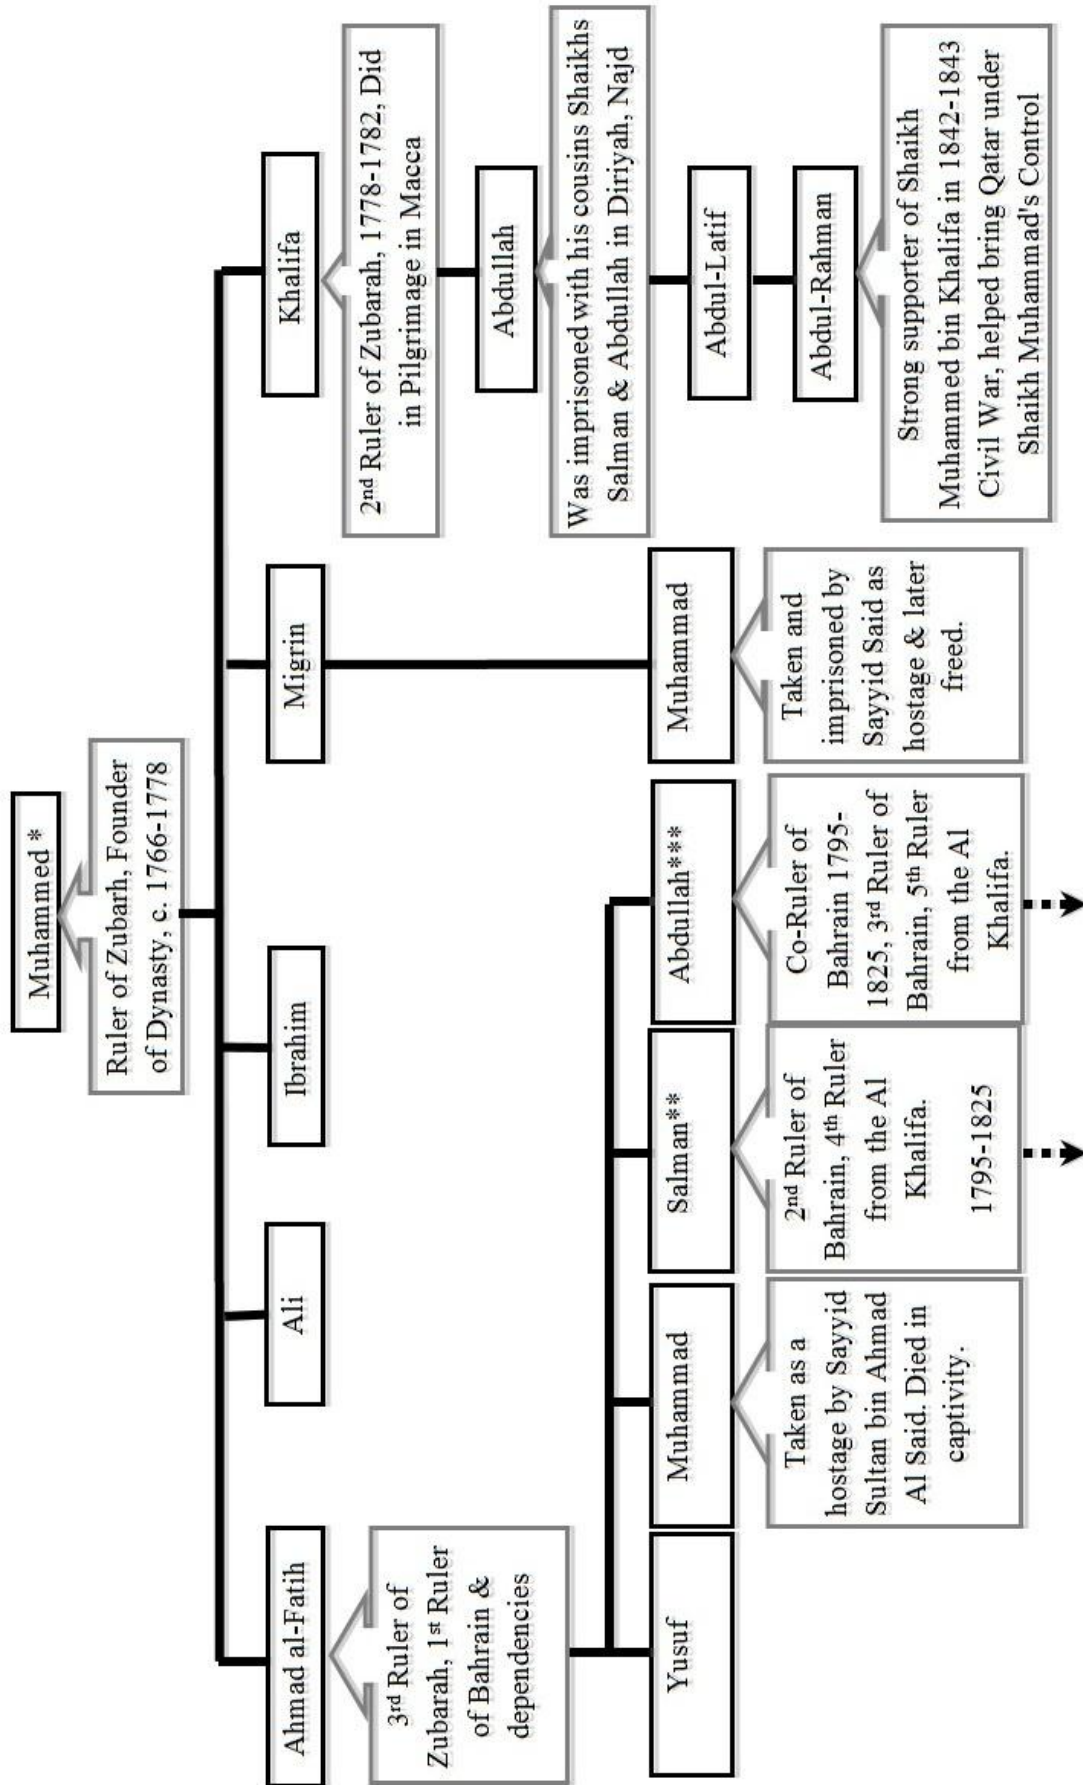 Muhammed *
Ruler of Zubarh, Founder
of Dynasty, c. 1766-1778
Ahmad al-Fatih
Ali
Ibrahim
Migrin
Khalifa
3rd Ruler of
Zubarah, 1st Ruler
of Bahrain &
dependencies
2nd Ruler of Zubarah, 1778-1782, Did
in Pilgrimage in Macca
Abdullah
Was imprisoned with his cousins Shaikhs
Salman & Abdullah in Diriyah, Najd
Yusuf
Muhammad
Salman**
Abdullah***
Muhammad
Abdul-Latif
Taken as a
hostage by Sayyid
Sultan bin Ahmad
Al Said. Died in
captivity.
2nd Ruler of
Bahrain, 4th Ruler
from the Al
Khalifa.
1795-1825
Co-Ruler of
Bahrain 1795-
1825, 3rd Ruler of
Bahrain, 5th Ruler
from the Al
Khalifa.
Taken and
imprisoned by
Sayyid Said as
hostage & later
freed.
Abdul-Rahman
Strong supporter of Shaikh
Muhammed bin Khalifa in 1842-1843
Civil War, helped bring Qatar under
Shaikh Muhammad's Control